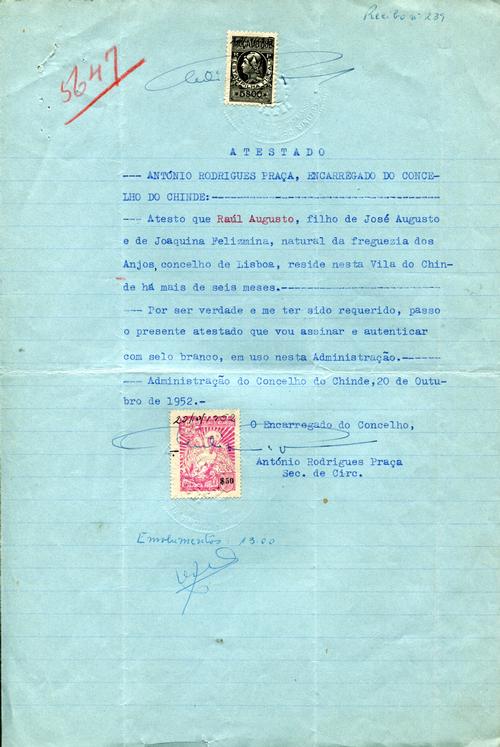 Recibo nº 239
5647
5$00
ATESTADO
--- ANTÓNIO RODRIGUES PRAÇA, ENCARREGADO DO CONCE-
LHO DO CHINDE:-----------------------------------
--- Atesto que Raúl Augusto, filho de José Augusto
e de Joaquina Felizmina, natural da freguezia dos
Anjos, concelho de Lisboa, reside nesta Vila do Chin-
de há mais de seis meses.------------------------
--- Por ser verdade e me ter sido requerido, passo
o presente atestado que vou assinar e autenticar
com selo branco, em uso nesta Administração.-------
--- Administração do Concelho do Chinde,20 de Outu-
bro de 1952.-
O Encarregado do Concelho,
$50
António Rodrigues Praça
Sec. de Circ.
Emolumentos: 13.00